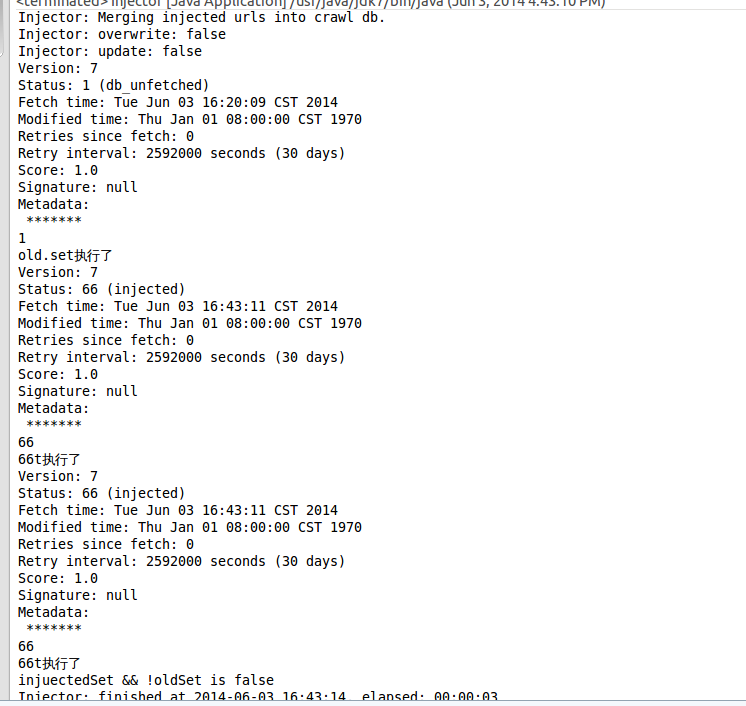 <terminated> Injector [Java Application] /usr/java/jdk7/bin/java (Jun 3, 2014 4:43:10 PM)
Injector: Merging injected urls into crawl db.
Injector: overwrite: false
Injector: update: false
Version: 7
Status: 1 (db_unfetched)
Fetch time: Tue Jun 03 16:20:09 CST 2014
Modified time: Thu Jan 01 08:00:00 CST 1970
Retries since fetch: 0
Retry interval: 2592000 seconds (30 days)
Score: 1.0
Signature: null
Metadata:
*******
1
old.set执行了
Version: 7
Status: 66 (injected)
Fetch time: Tue Jun 03 16:43:11 CST 2014
Modified time: Thu Jan 01 08:00:00 CST 1970
Retries since fetch: 0
Retry interval: 2592000 seconds (30 days)
Score: 1.0
Signature: null
Metadata:
*******
66
66t执行了
Version: 7
Status: 66 (injected)
Fetch time: Tue Jun 03 16:43:11 CST 2014
Modified time: Thu Jan 01 08:00:00 CST 1970
Retries since fetch: 0
Retry interval: 2592000 seconds (30 days)
Score: 1.0
Signature: null
Metadata:
*******
66
66t执行了
injuectedSet && !oldSet is false
Injector: finished at 2014-06-03 16:43:14, elapsed: 00:00:03